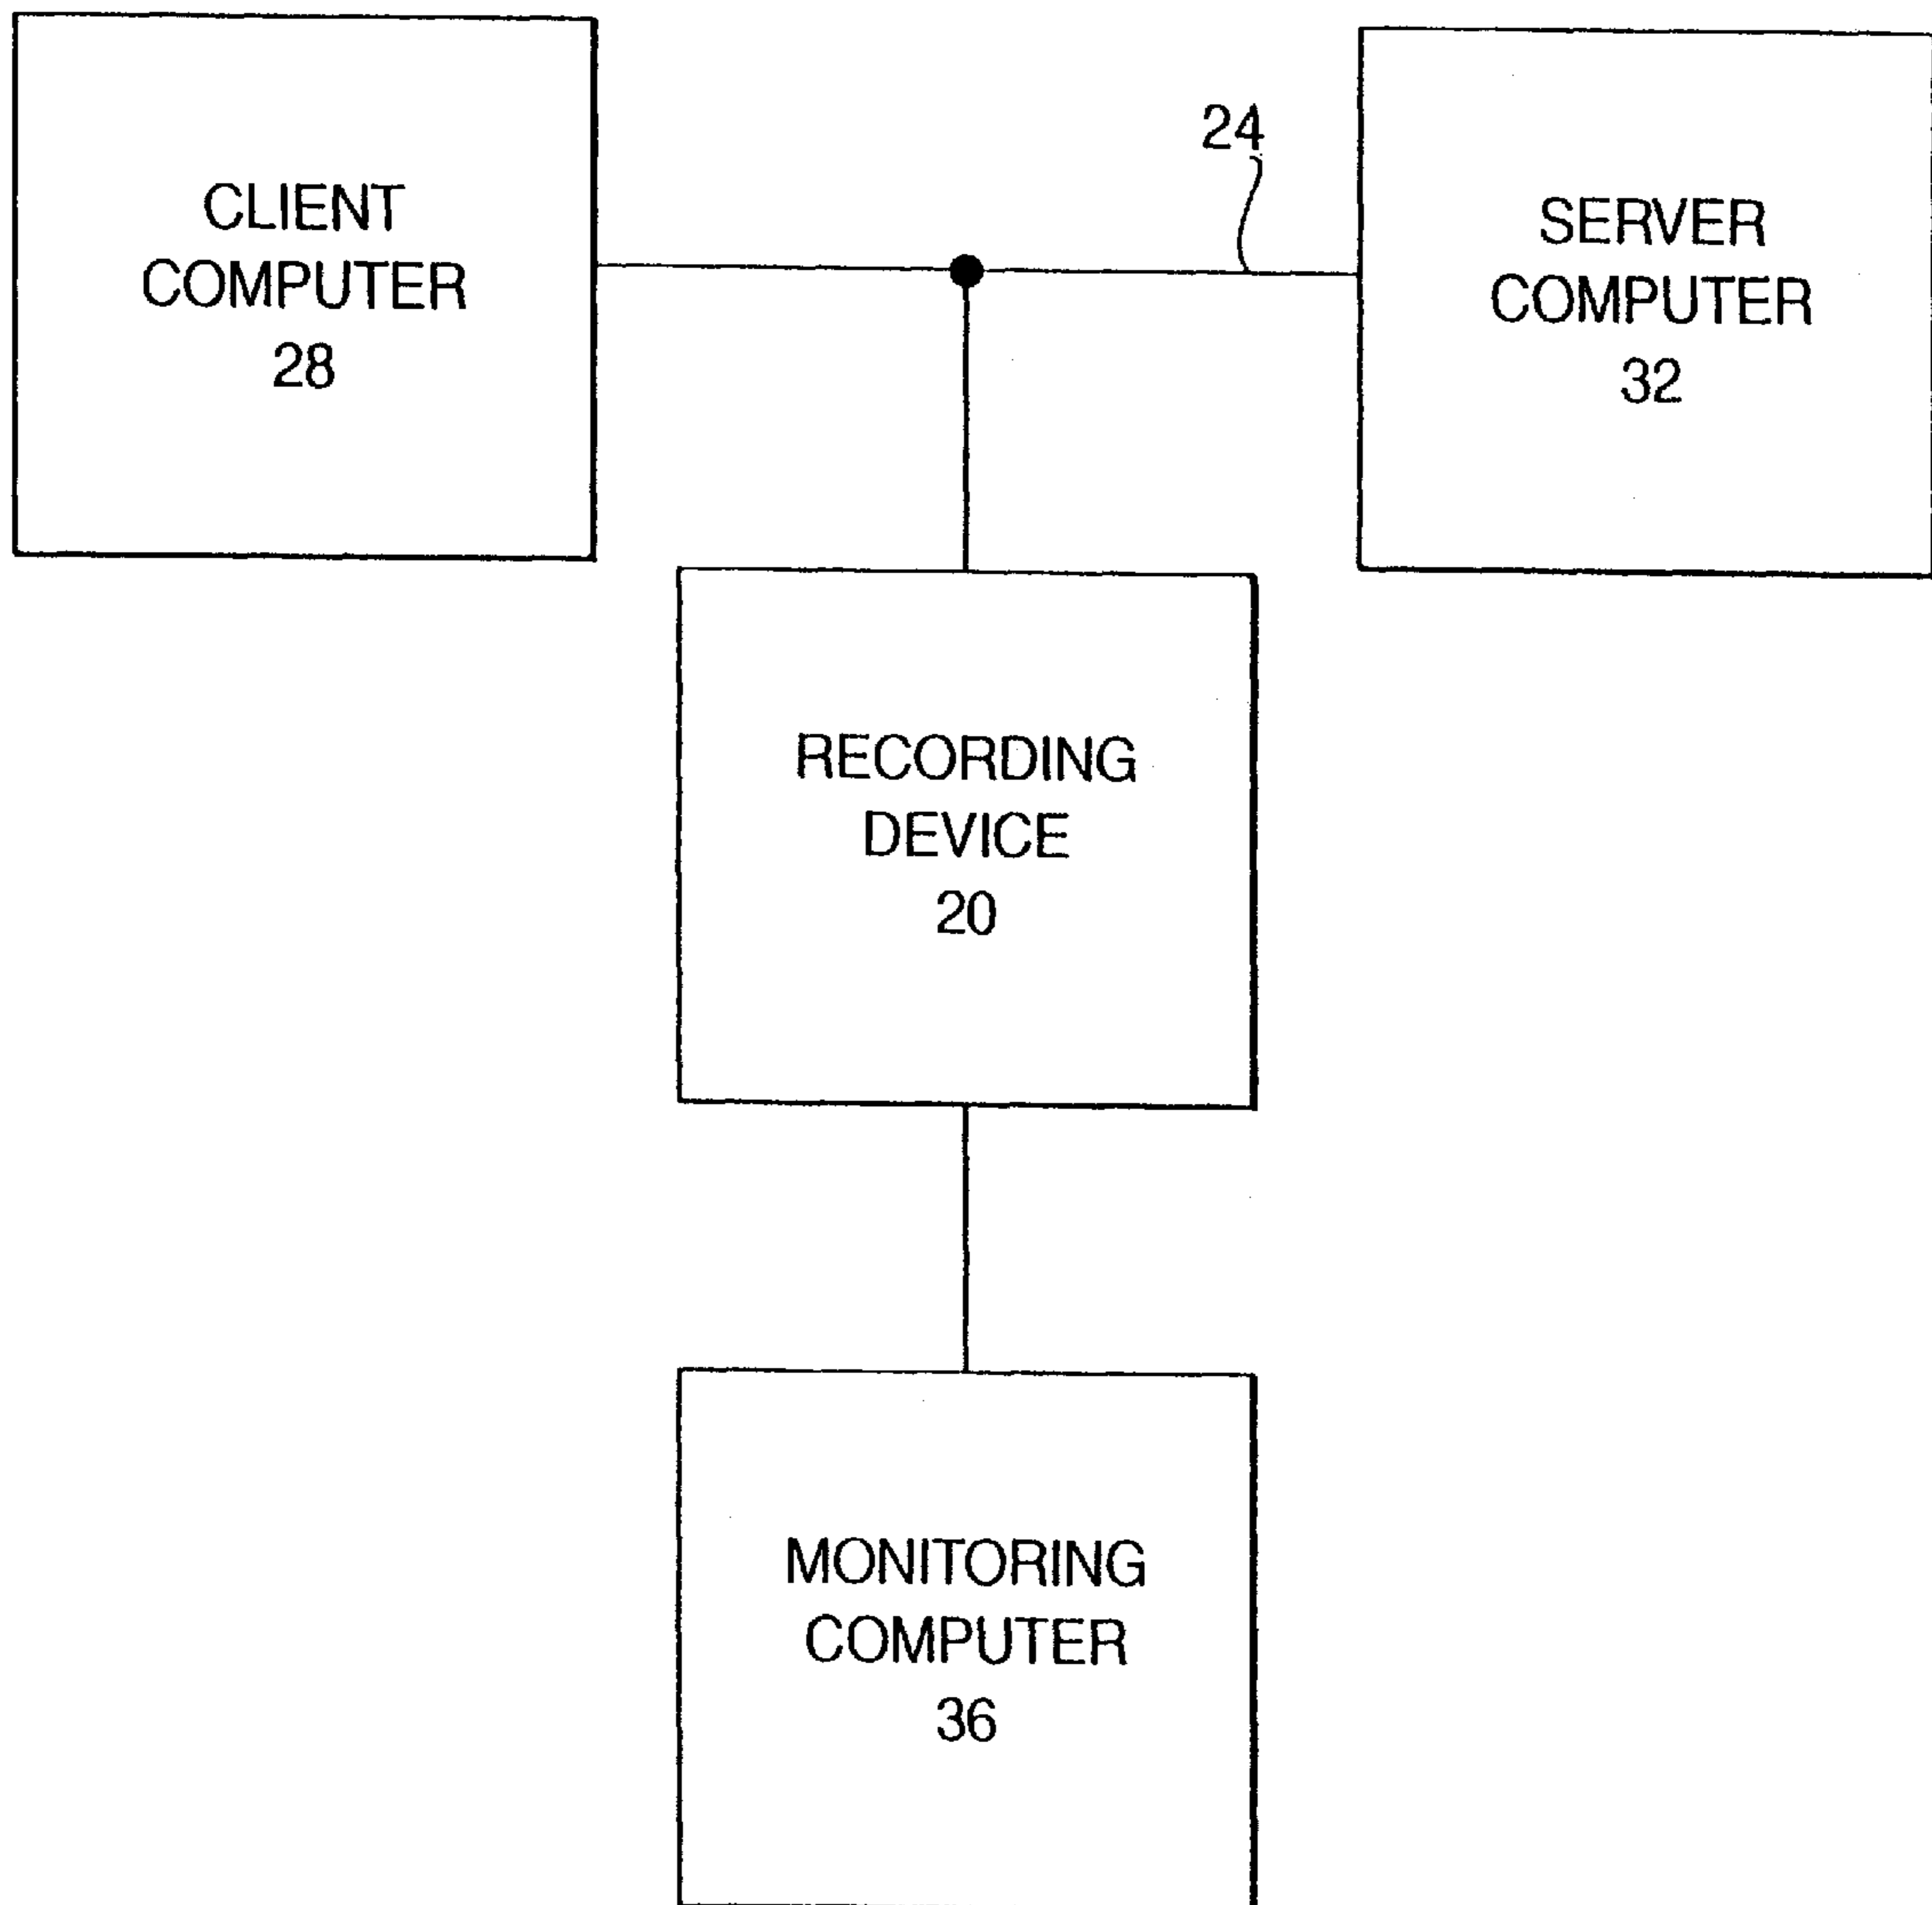 CLIENT
COMPUTER
28
24
SERVER
COMPUTER
32
RECORDING
DEVICE
20
MONITORING
COMPUTER
36